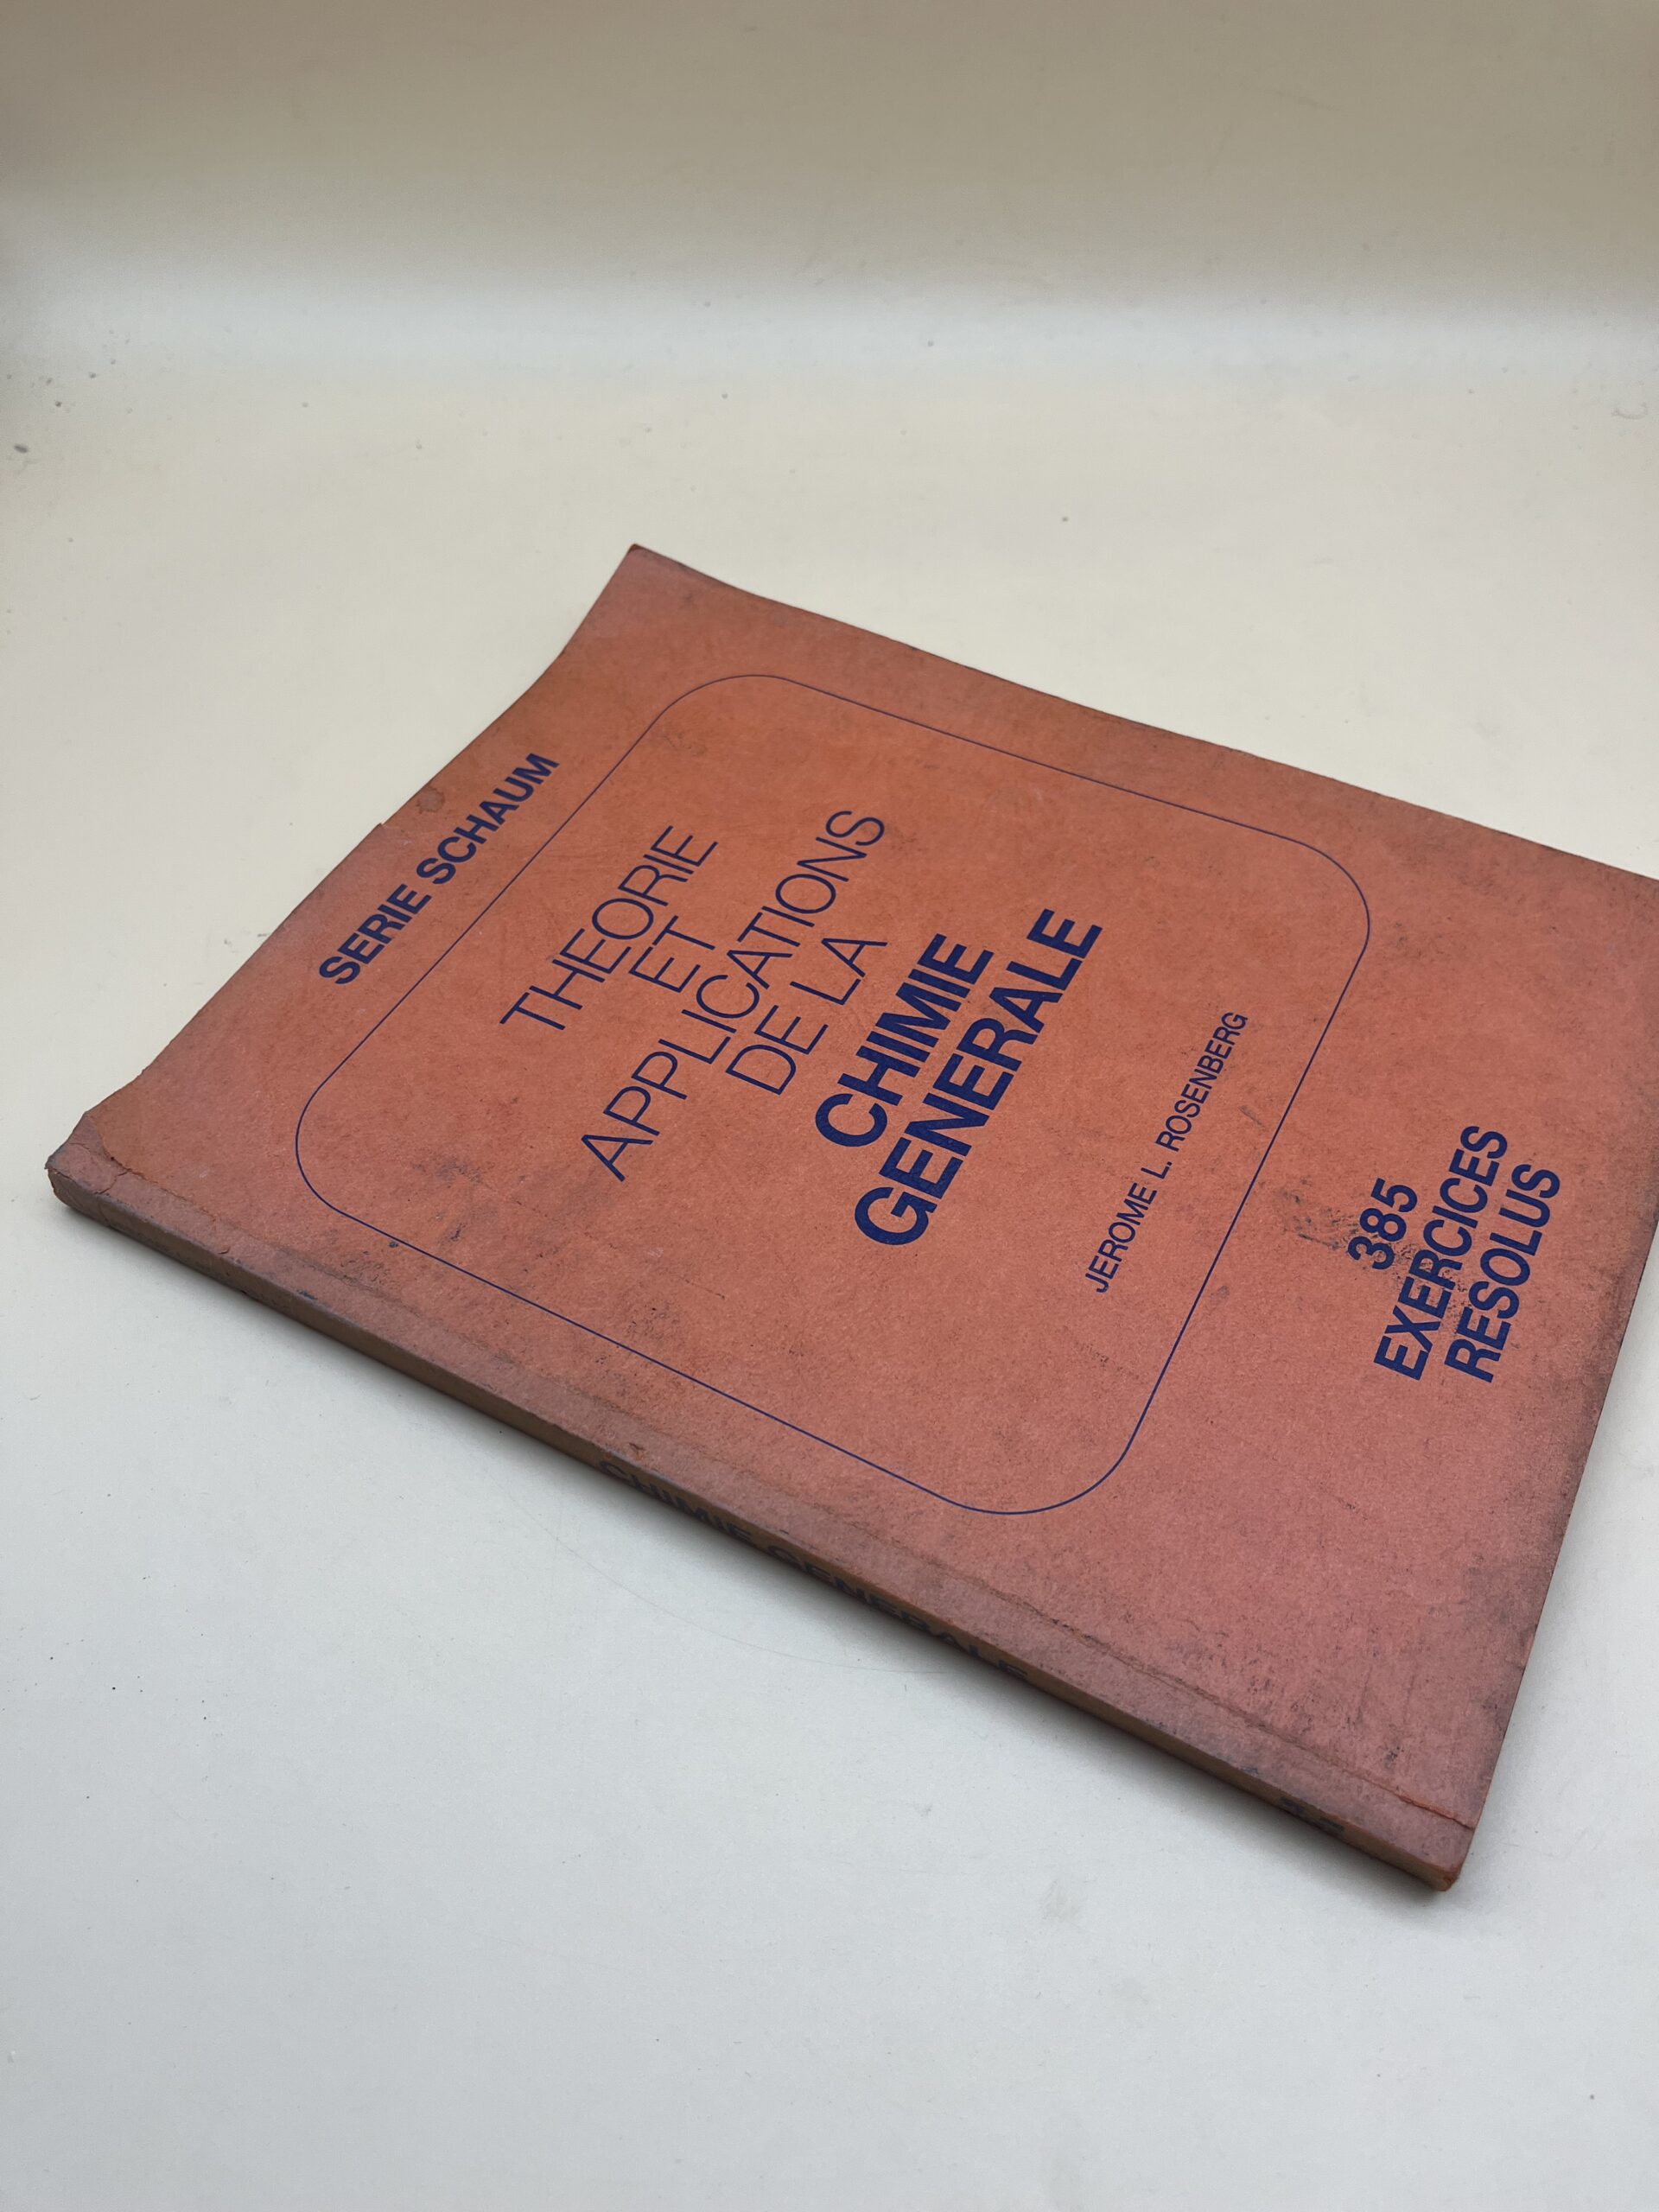 SERIE SCHAUM
THEORIE
ET
APPLICATIONS
DE LA
CHIMIE
GENERALE
JEROME L. ROSENBERG
385
EXERCICES
RESOLUS
CHIMIE GENERALE